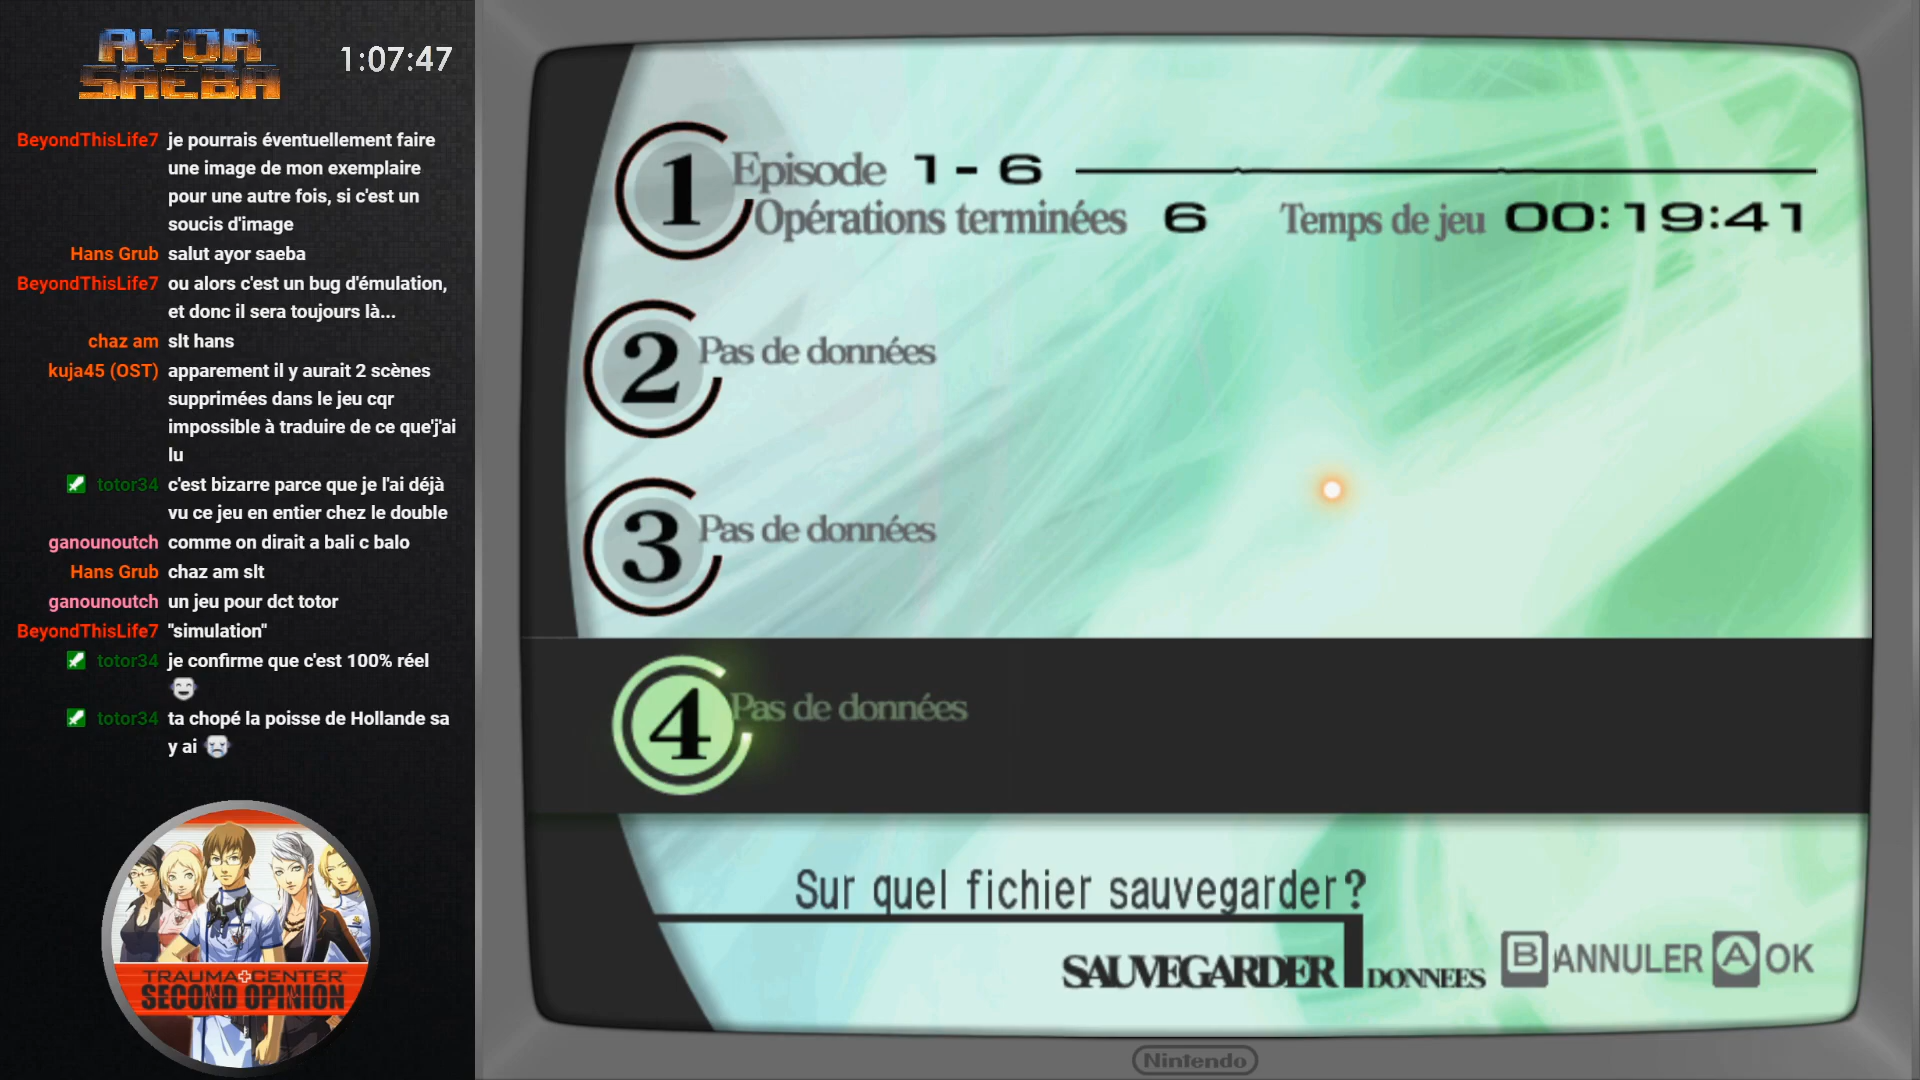 AYOR
SAEBA
1:07:47
BeyondThisLife7 je pourrais éventuellement faire
une image de mon exemplaire
pour une autre fois, si c'est un
soucis d'image
Hans Grub salut ayor saeba
BeyondThisLife7 ou alors c'est un bug d'émulation,
et donc il sera toujours là...
chaz am slt hans
kuja45 (OST) apparement il y aurait 2 scènes
supprimées dans le jeu cqr
impossible à traduire de ce que'j'ai
lu
totor34 c'est bizarre parce que je l'ai déjà
vu ce jeu en entier chez le double
ganounoutch comme on dirait a bali c balo
Hans Grub chaz am slt
ganounoutch un jeu pour dct totor
BeyondThisLife7 "simulation"
totor34 je confirme que c'est 100% réel
totor34 ta chopé la poisse de Hollande sa
y ai
TRAUMA CENTER
SECOND OPINION
1 Episode 1 - 6
Opérations terminées 6 Temps de jeu 00:19:41
2 Pas de données
3 Pas de données
4 Pas de données
Sur quel fichier sauvegarder?
SAUVEGARDER DONNEES B ANNULER A OK
Nintendo